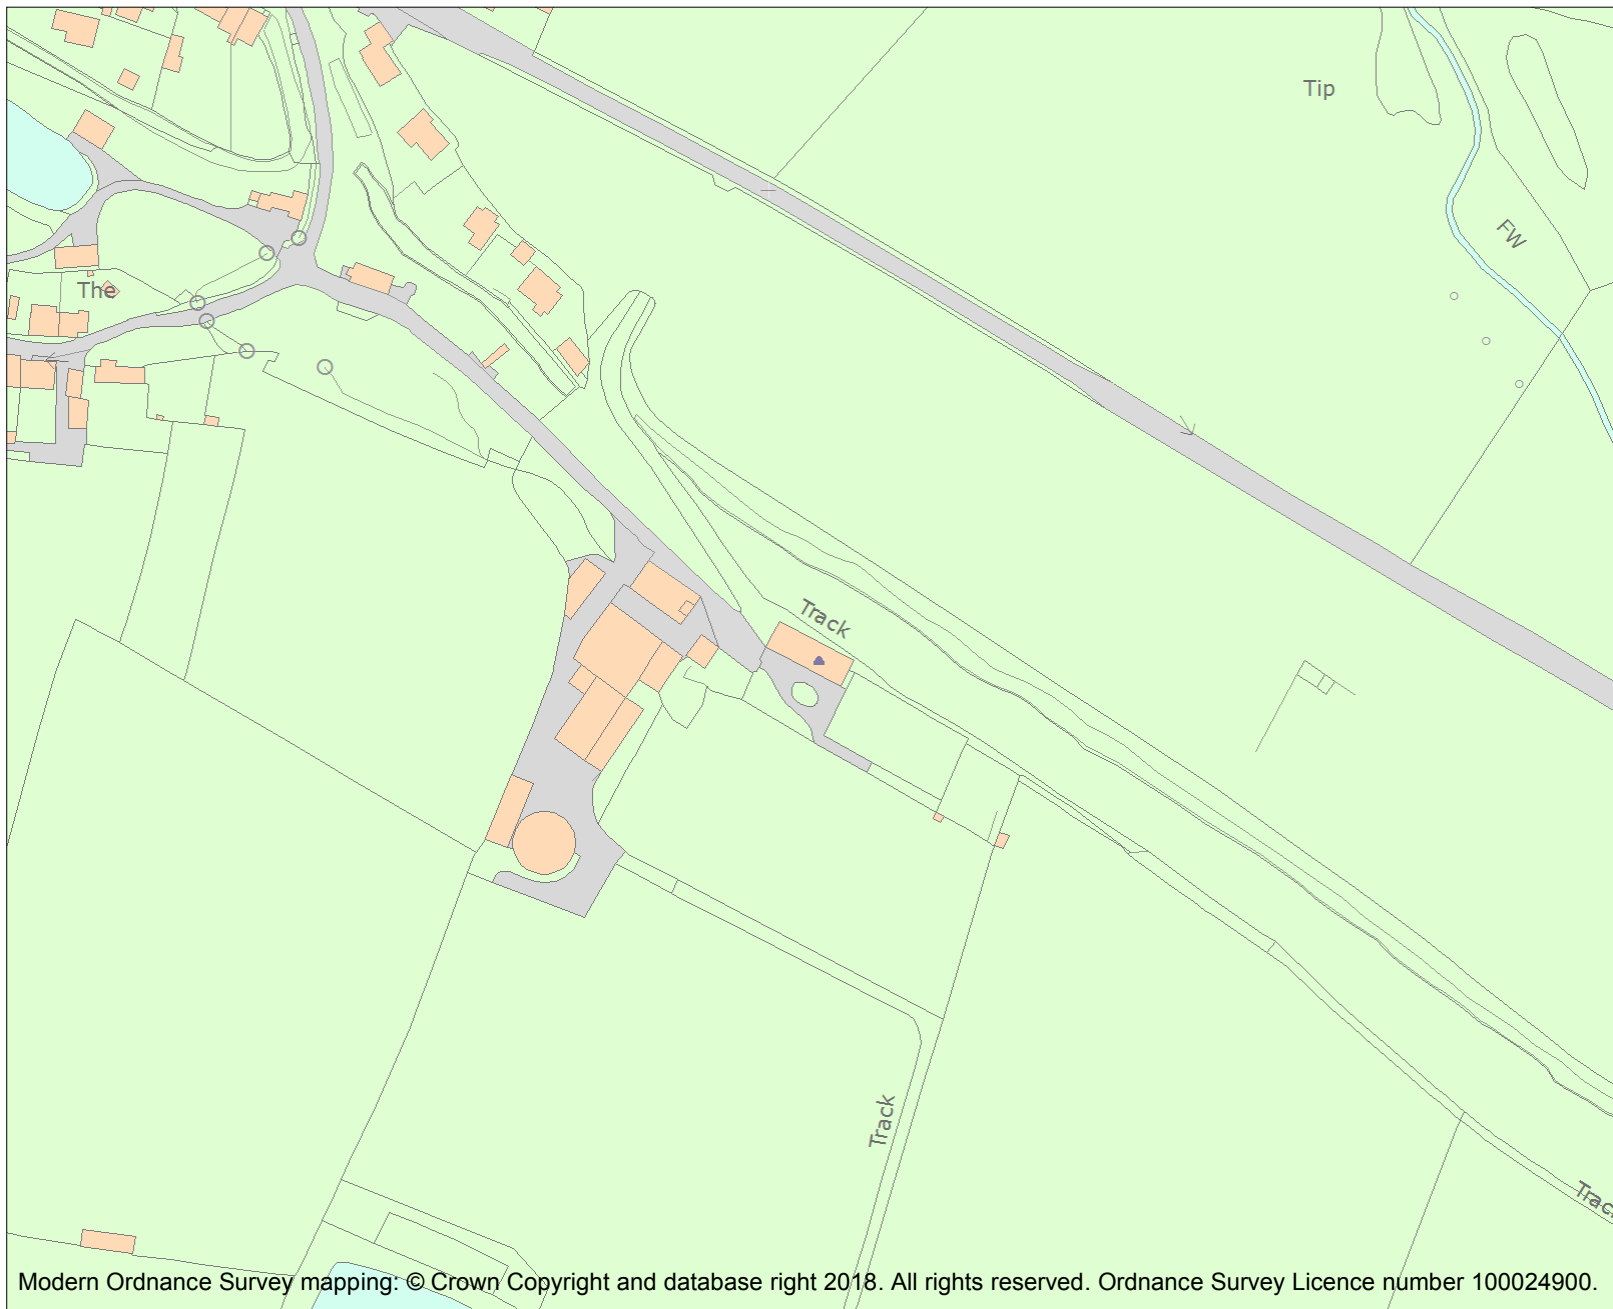 Tip
FW
The
Track
Track
Trac
Modern Ordnance Survey mapping: © Crown Copyright and database right 2018. All rights reserved. Ordnance Survey Licence number 100024900.